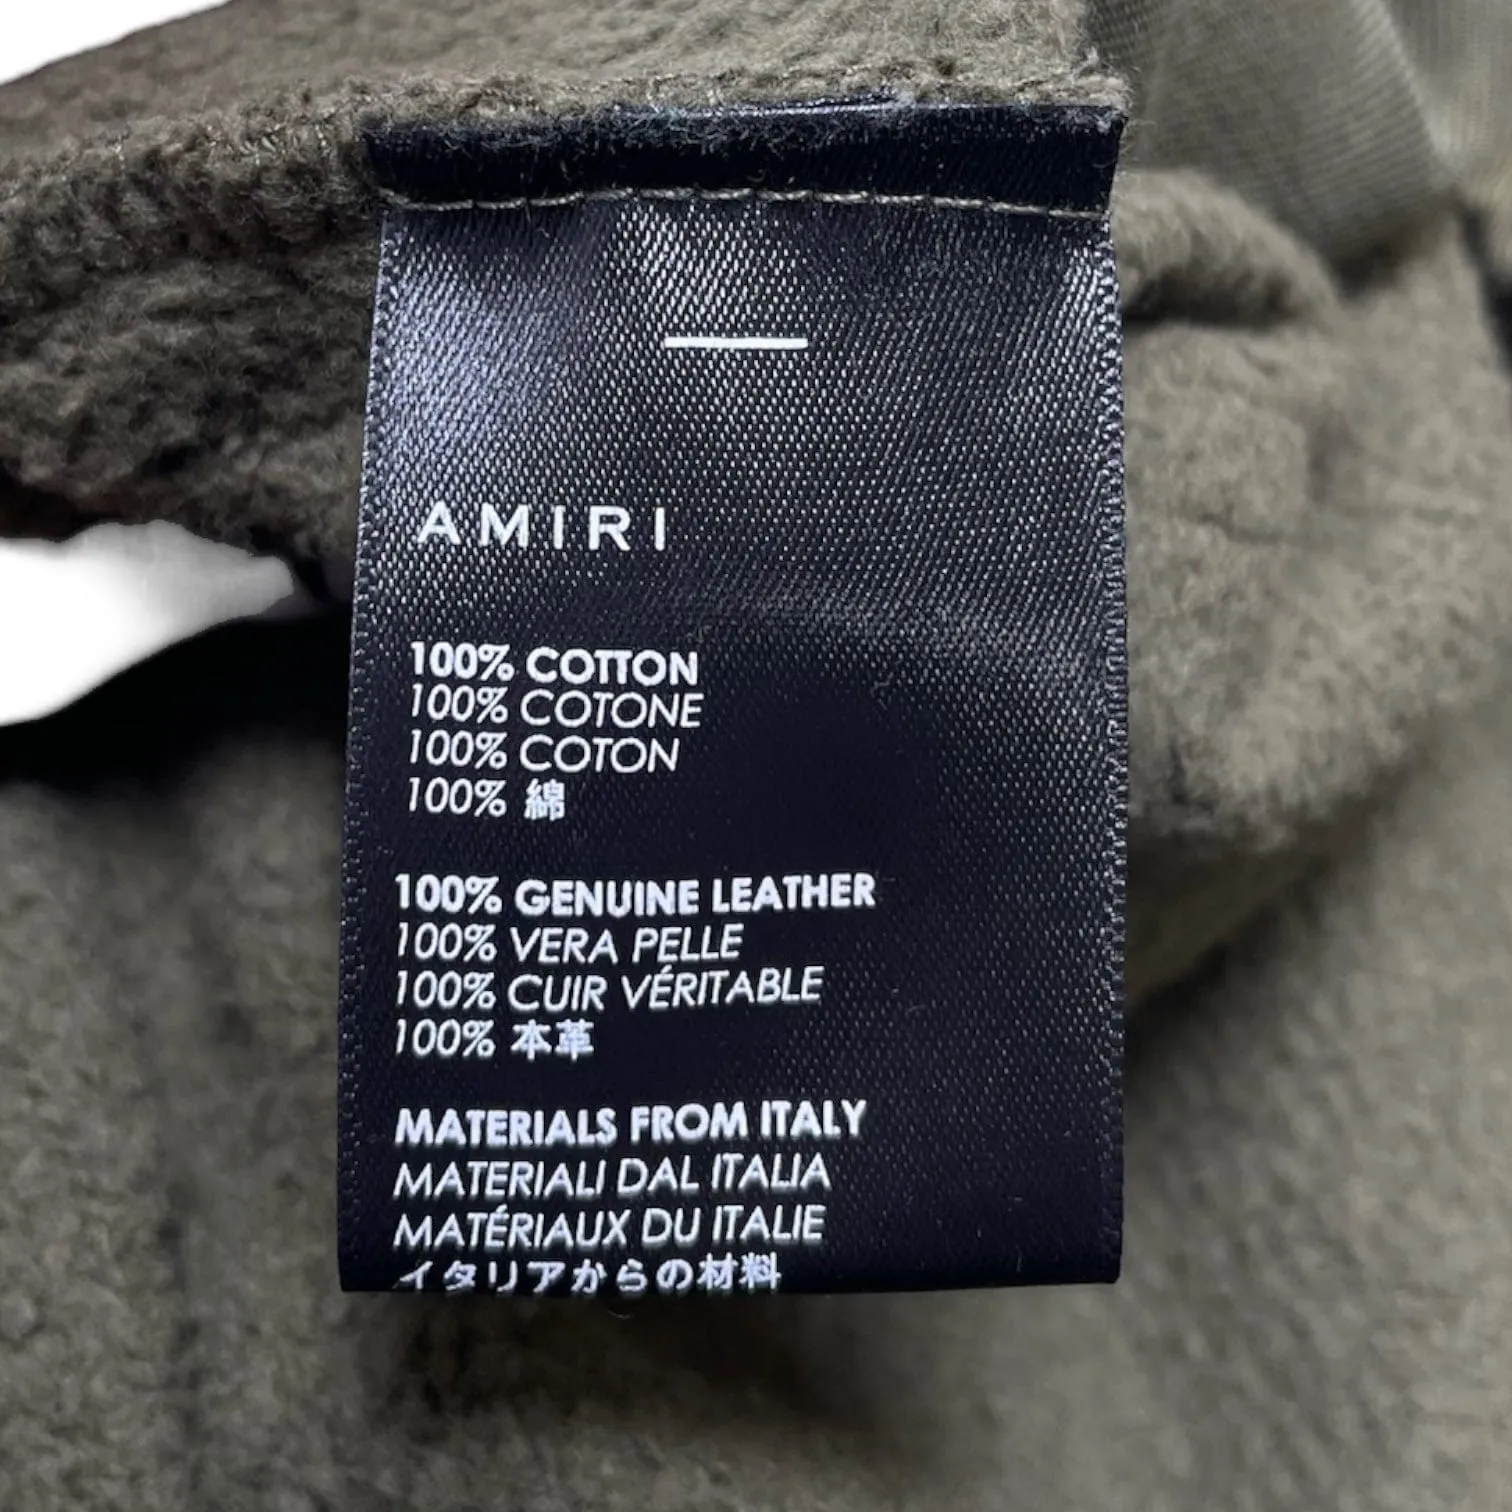 AMIRI
100% COTTON
100% COTONE
100% COTON
100% 綿
100% GENUINE LEATHER
100% VERA PELLE
100% CUIR VÉRITABLE
100% 本革
MATERIALS FROM ITALY
MATERIALI DAL ITALIA
MATÉRIAUX DU ITALIE
イタリアからの材料